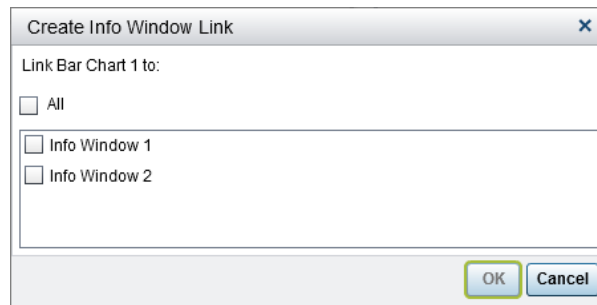 Create Info Window Link
Link Bar Chart 1 to:
All
Info Window 1
Info Window 2
OK Cancel